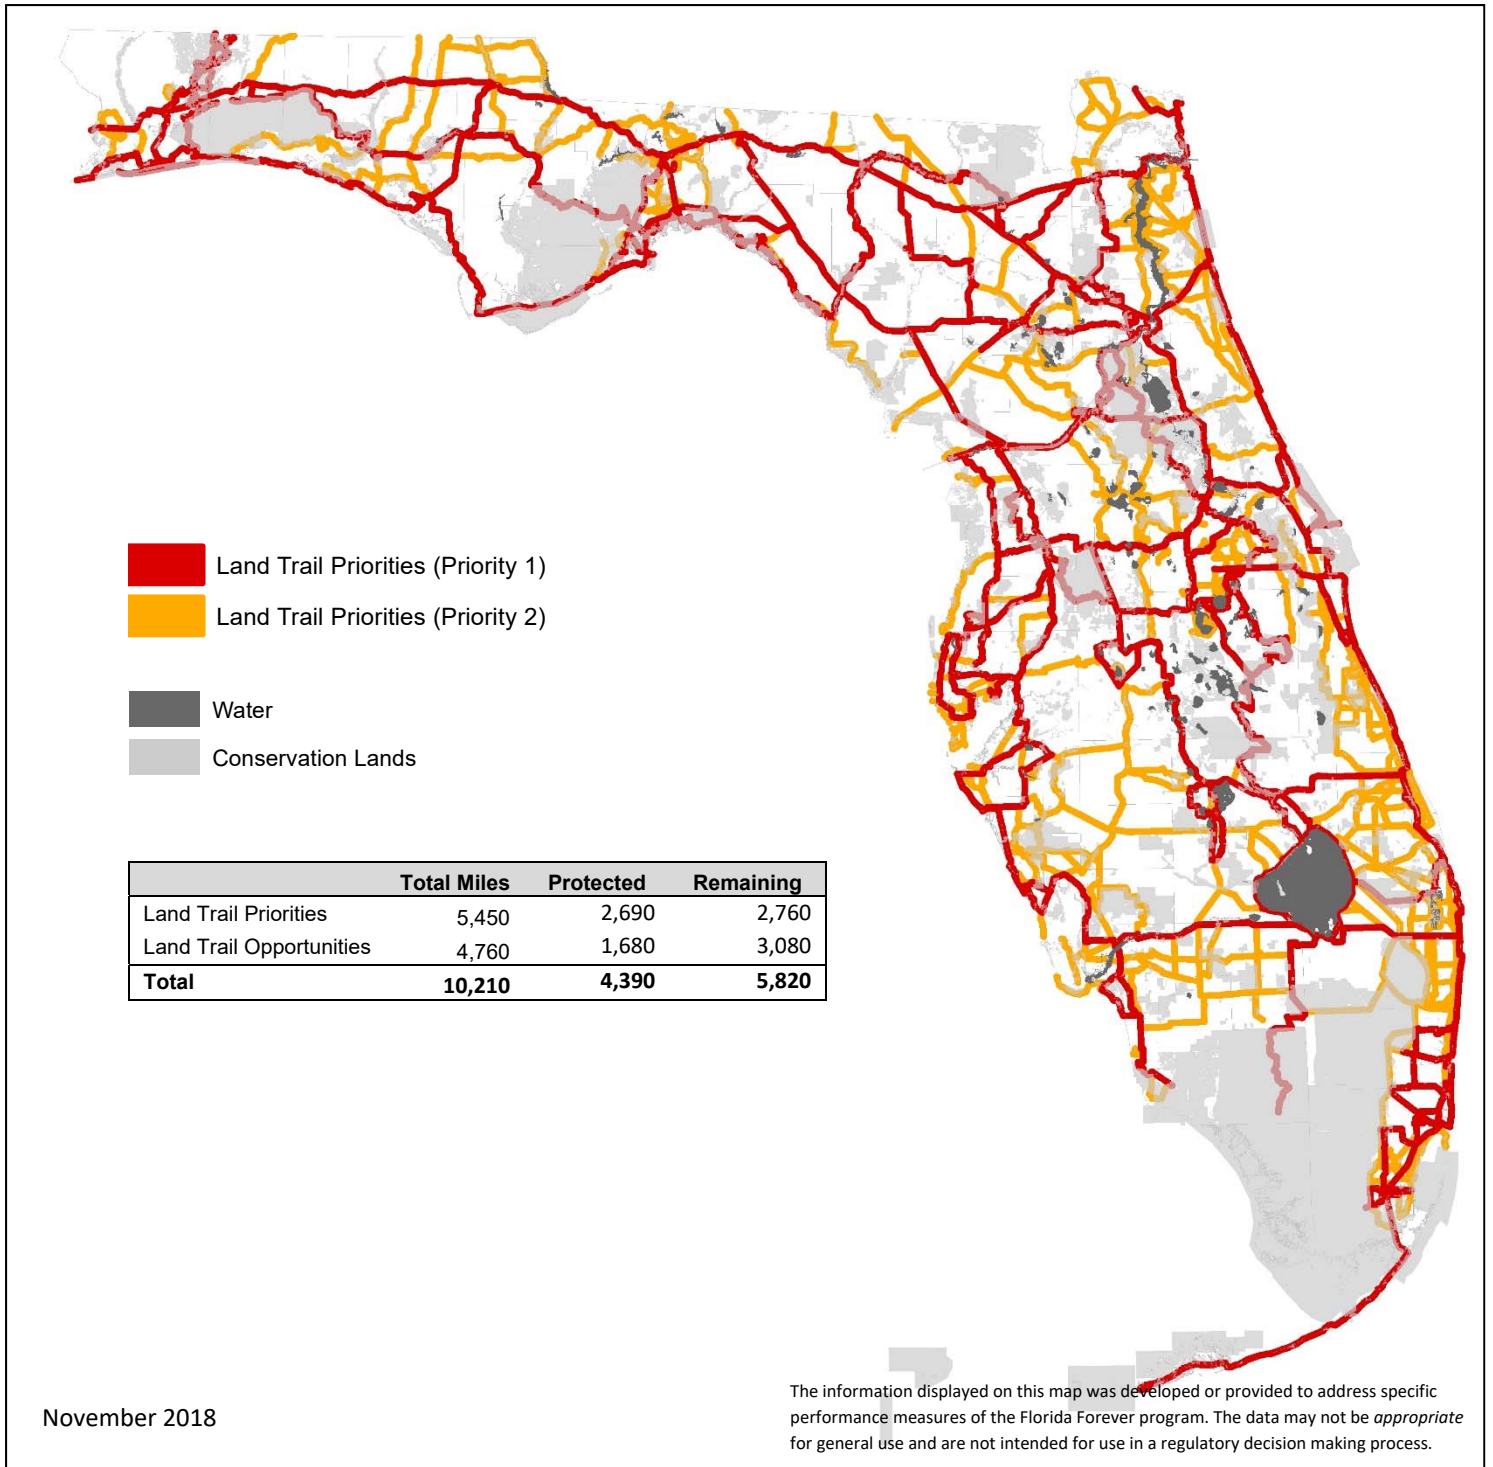 Land Trail Priorities (Priority 1)
Land Trail Priorities (Priority 2)
Water
Conservation Lands
Total Miles Protected Remaining
Land Trail Priorities 5,450 2,690 2,760
Land Trail Opportunities 4,760 1,680 3,080
Total 10,210 4,390 5,820
November 2018
The information displayed on this map was developed or provided to address specific
performance measures of the Florida Forever program. The data may not be appropriate
for general use and are not intended for use in a regulatory decision making process.